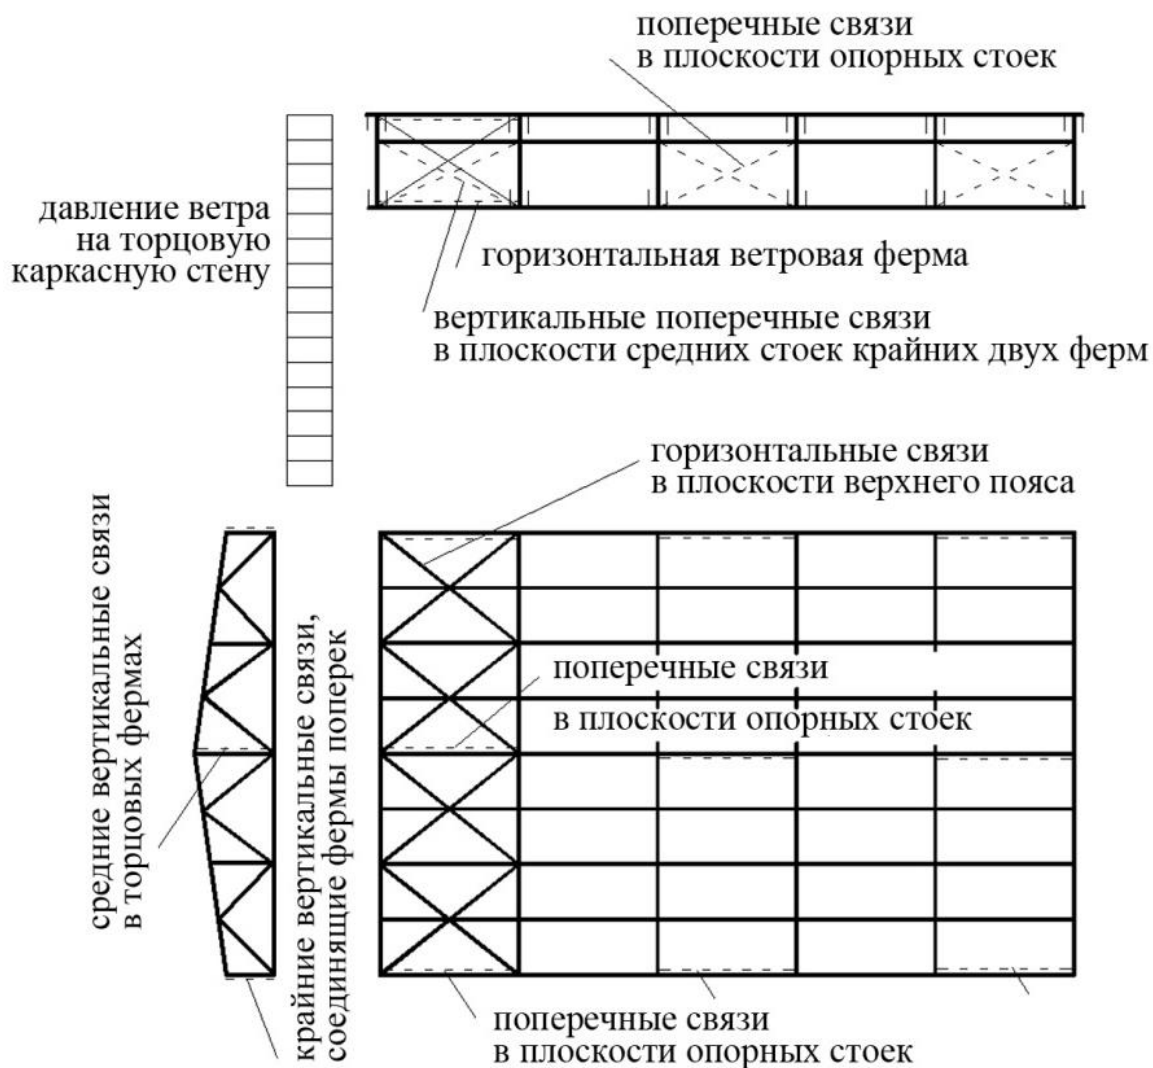 поперечные связи
в плоскости опорных стоек
давление ветра
на торцовую
каркасную стену
горизонтальная ветровая ферма
вертикальные поперечные связи
в плоскости средних стоек крайних двух ферм
горизонтальные связи
в плоскости верхнего пояса
средние вертикальные связи
в торцовых фермах
крайние вертикальные связи,
соединящие фермы поперек
поперечные связи
в плоскости опорных стоек
поперечные связи
в плоскости опорных стоек